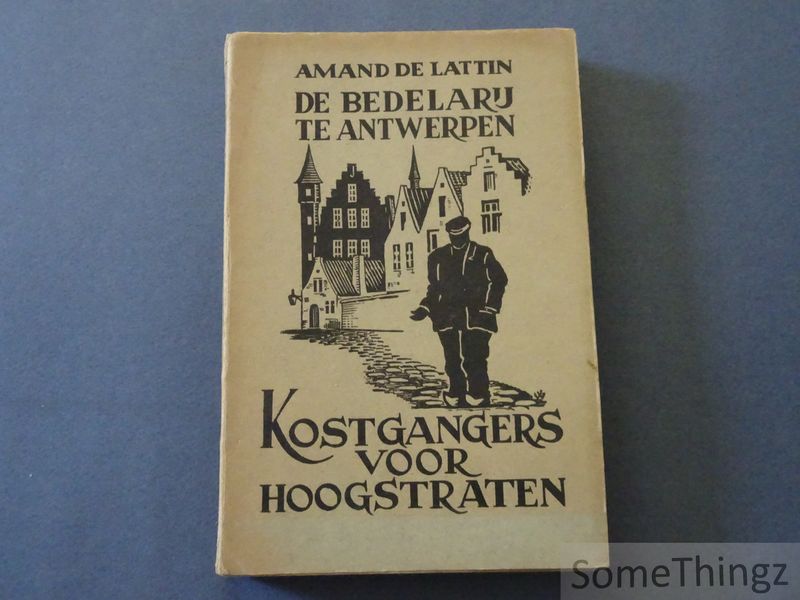 AMAND DE LATTIN
DE BEDELARIJ
TE ANTWERPEN
KOSTGANGERS
VOOR
HOOGSTRATEN
SomeThingz